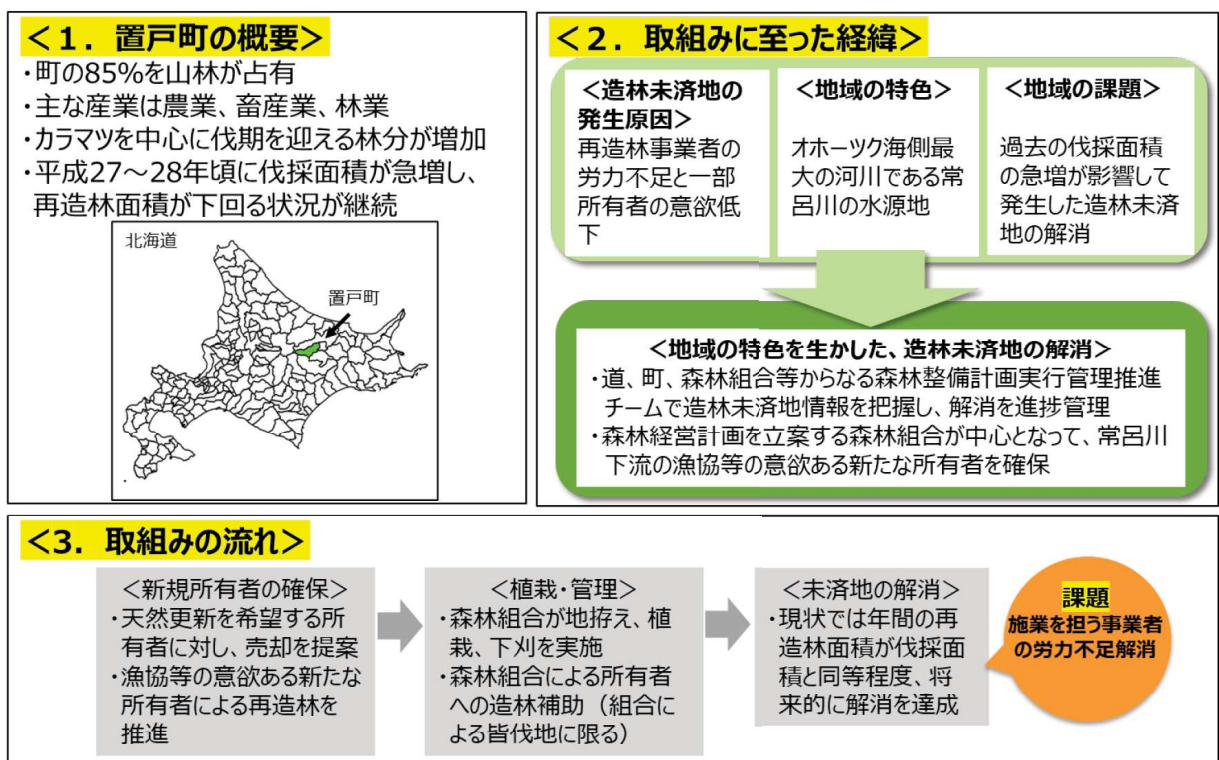 <１．置戸町の概要>
・町の85%を山林が占有
・主な産業は農業、畜産業、林業
・カラマツを中心に伐期を迎える林分が増加
・平成27～28年頃に伐採面積が急増し、
再造林面積が下回る状況が継続
北海道
置戸町
<２．取組みに至った経緯>
<造林未済地の
発生原因>
再造林事業者の
労力不足と一部
所有者の意欲低
下
<地域の特色>
オホーツク海側最
大の河川である常
呂川の水源地
<地域の課題>
過去の伐採面積
の急増が影響して
発生した造林未済
地の解消
<地域の特色を生かした、造林未済地の解消>
・道、町、森林組合等からなる森林整備計画実行管理推進
チームで造林未済地情報を把握し、解消を進捗管理
・森林経営計画を立案する森林組合が中心となって、常呂川
下流の漁協等の意欲ある新たな所有者を確保
<3．取組みの流れ>
<新規所有者の確保>
・天然更新を希望する所
有者に対し、売却を提案
・漁協等の意欲ある新たな
所有者による再造林を
推進
<植栽・管理>
・森林組合が地拵え、植
栽、下刈を実施
・森林組合による所有者
への造林補助（組合に
よる皆伐地に限る）
<未済地の解消>
・現状では年間の再
造林面積が伐採面
積と同等程度、将
来的に解消を達成
課題
施業を担う事業者
の労力不足解消